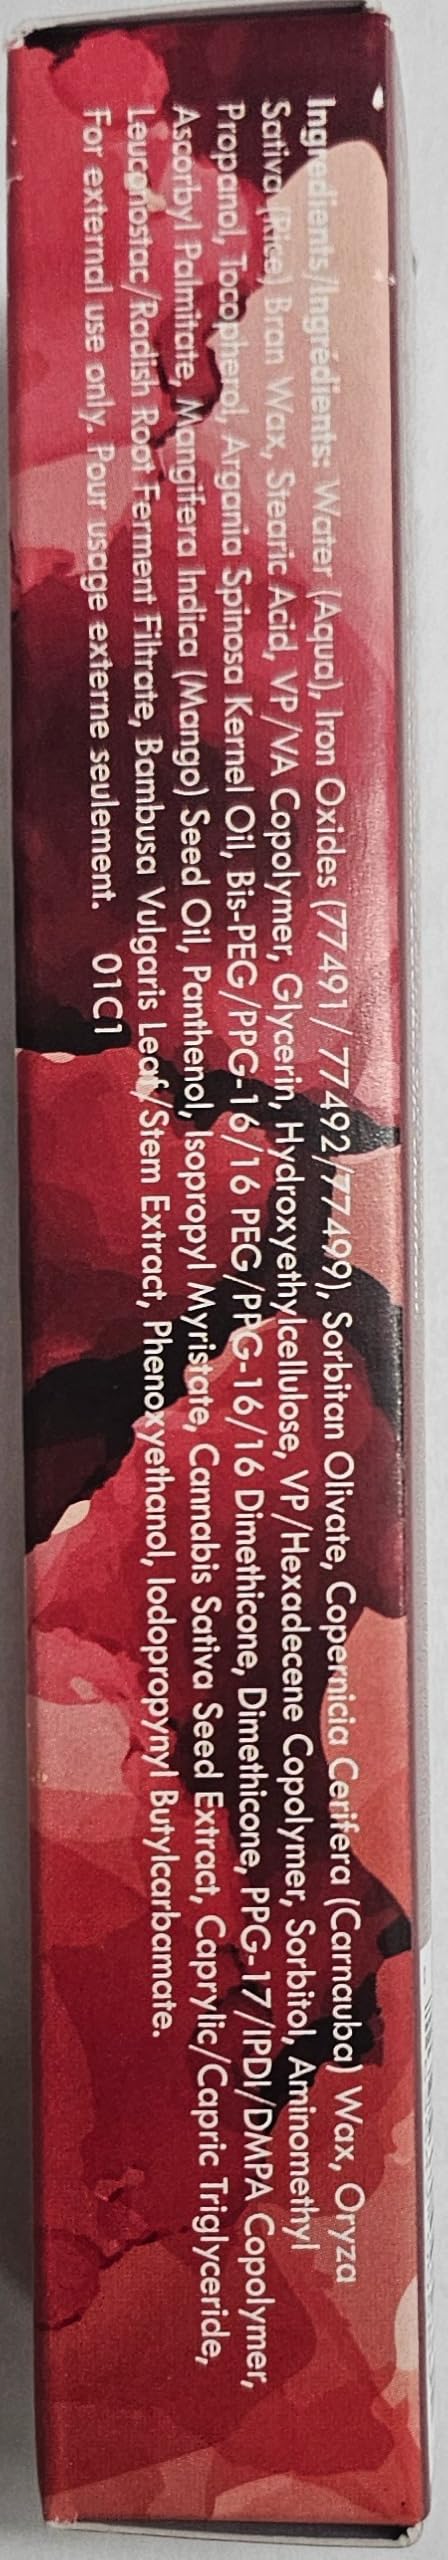 Ingredients/Ingrédients: Water (Aqua), Iron Oxides (77491 / 77492/77499), Sorbitan Olivate, Copernicia Cerifera (Carnauba) Wax, Oryza
Sativa (Rice) Bran Wax, Stearic Acid, VP/VA Copolymer, Glycerin, Hydroxyethylcellulose, VP/Hexadecene Copolymer, Sorbitol, Aminomethyl
Propanol, Tocopherol, Argania Spinosa Kernel Oil, Bis-PEG/PPG-16/16 PEG/PPG-16/16 Dimethicone, Dimethicone, PPG-17/IPDI/DMPA Copolymer,
Ascorbyl Palmitate, Mangifera Indica (Mango) Seed Oil, Panthenol, Isopropyl Myristate, Cannabis Sativa Seed Extract, Caprylic/Capric Triglyceride,
Leuconostac/Radish Root Ferment Filtrate, Bambusa Vulgaris Leaf/Stem Extract, Phenoxyethanol, Iodopropynyl Butylcarbamate.
For external use only. Pour usage externe seulement. 01C1